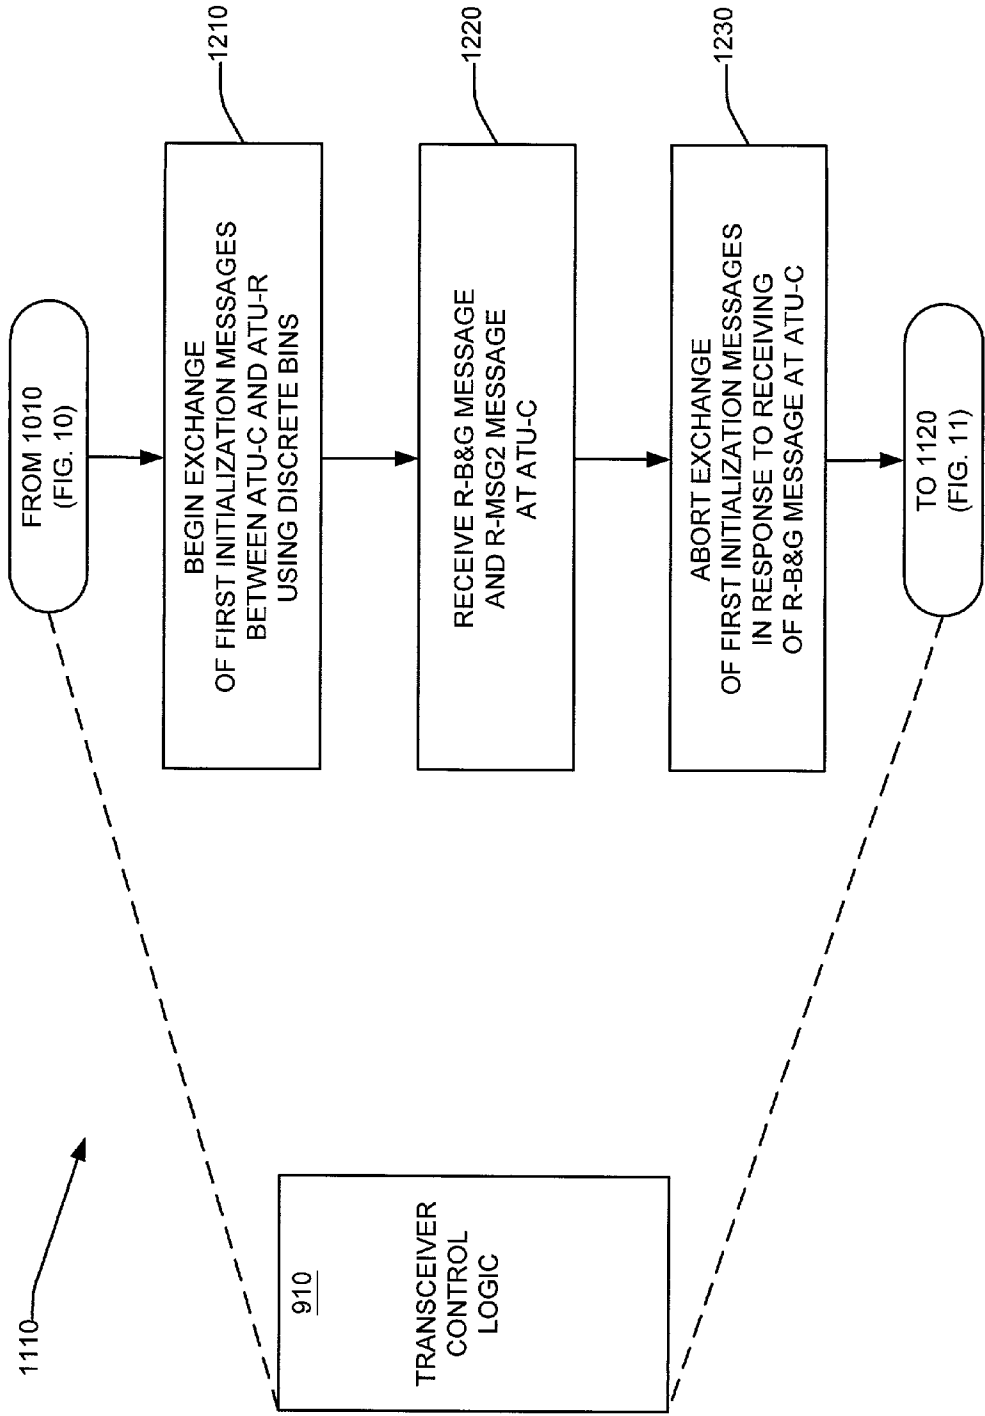 1110
910
TRANSCEIVER
CONTROL
LOGIC
FROM 1010
(FIG. 10)
BEGIN EXCHANGE
OF FIRST INITIALIZATION MESSAGES
BETWEEN ATU-C AND ATU-R
USING DISCRETE BINS
1210
RECEIVE R-B&G MESSAGE
AND R-MSG2 MESSAGE
AT ATU-C
1220
ABORT EXCHANGE
OF FIRST INITIALIZATION MESSAGES
IN RESPONSE TO RECEIVING
OF R-B&G MESSAGE AT ATU-C
1230
TO 1120
(FIG. 11)